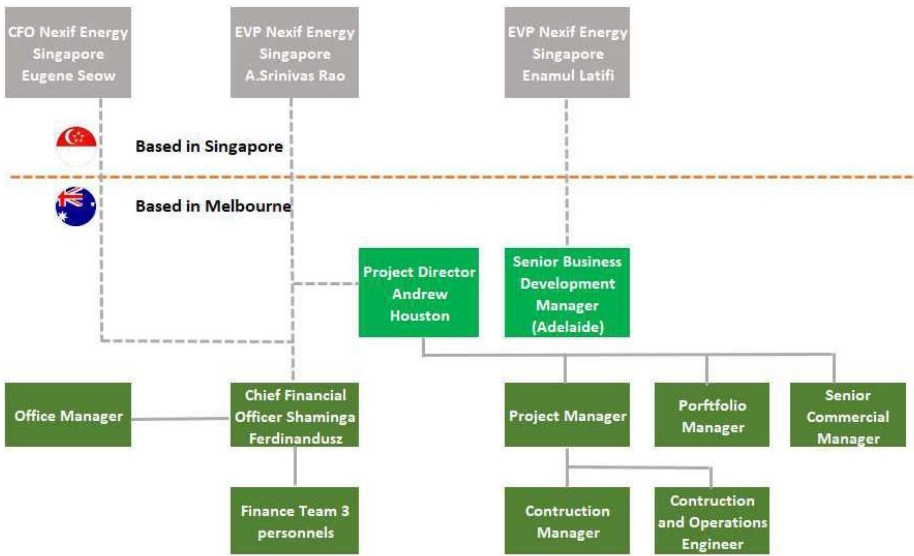 CFO Nexif Energy
Singapore
Eugene Seow
EVP Nexif Energy
Singapore
A.Srinivas Rao
EVP Nexif Energy
Singapore
Enamul Latifi
Based in Singapore
Based in Melbourne
Project Director
Andrew
Houston
Senior Business
Development
Manager
(Adelaide)
Office Manager
Chief Financial
Officer Shaminga
Ferdinandusz
Project Manager
Porftfolio
Manager
Senior
Commercial
Manager
Finance Team 3
personnels
Contruction
Manager
Contruction
and Operations
Engineer